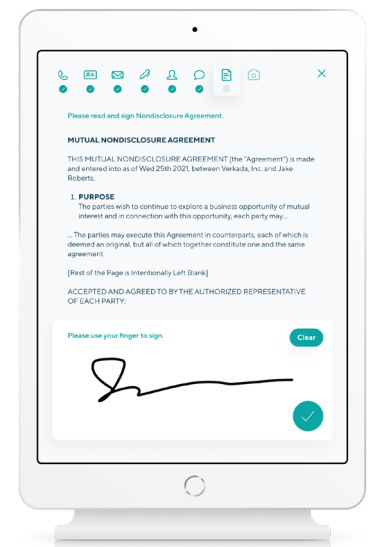 Please read and sign Nondisclosure Agreement.
MUTUAL NONDISCLOSURE AGREEMENT
THIS MUTUAL NONDISCLOSURE AGREEMENT (the "Agreement") is made
and entered into as of Wed 25th 2021, between Verkada, Inc. and Jake
Roberts.
1. PURPOSE
The parties wish to continue to explore a business opportunity of mutual
interest and in connection with this opportunity, each party may...
... The parties may execute this Agreement in counterparts, each of which is
deemed an original, but all of which together constitute one and the same
agreement.
[Rest of the Page is Intentionally Left Blank]
ACCEPTED AND AGREED TO BY THE AUTHORIZED REPRESENTATIVE
OF EACH PARTY:
Please use your finger to sign.
Clear